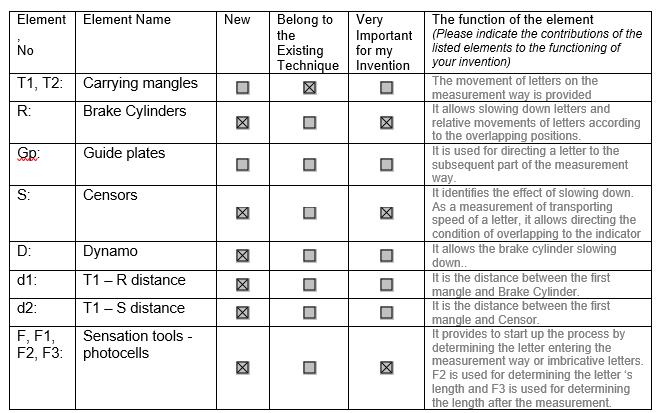 Element
,
No
Element Name
New
Belong to
the
Existing
Technique
Very
Important
for my
Invention
The function of the element
(Please indicate the contributions of the
listed elements to the functioning of
your invention)
T1, T2:
Carrying mangles
The movement of letters on the
measurement way is provided
R:
Brake Cylinders
It allows slowing down letters and
relative movements of letters according
to the overlapping positions.
Gp:
Guide plates
It is used for directing a letter to the
subsequent part of the measurement
way.
S:
Censors
It identifies the effect of slowing down.
As a measurement of transporting
speed of a letter, it allows directing the
condition of overlapping to the indicator
D:
Dynamo
It allows the brake cylinder slowing
down..
d1:
T1 – R distance
It is the distance between the first
mangle and Brake Cylinder.
d2:
T1 – S distance
It is the distance between the first
mangle and Censor.
F, F1,
F2, F3:
Sensation tools -
photocells
It provides to start up the process by
determining the letter entering the
measurement way or imbricative letters.
F2 is used for determining the letter ‘s
length and F3 is used for determining
the length after the measurement.